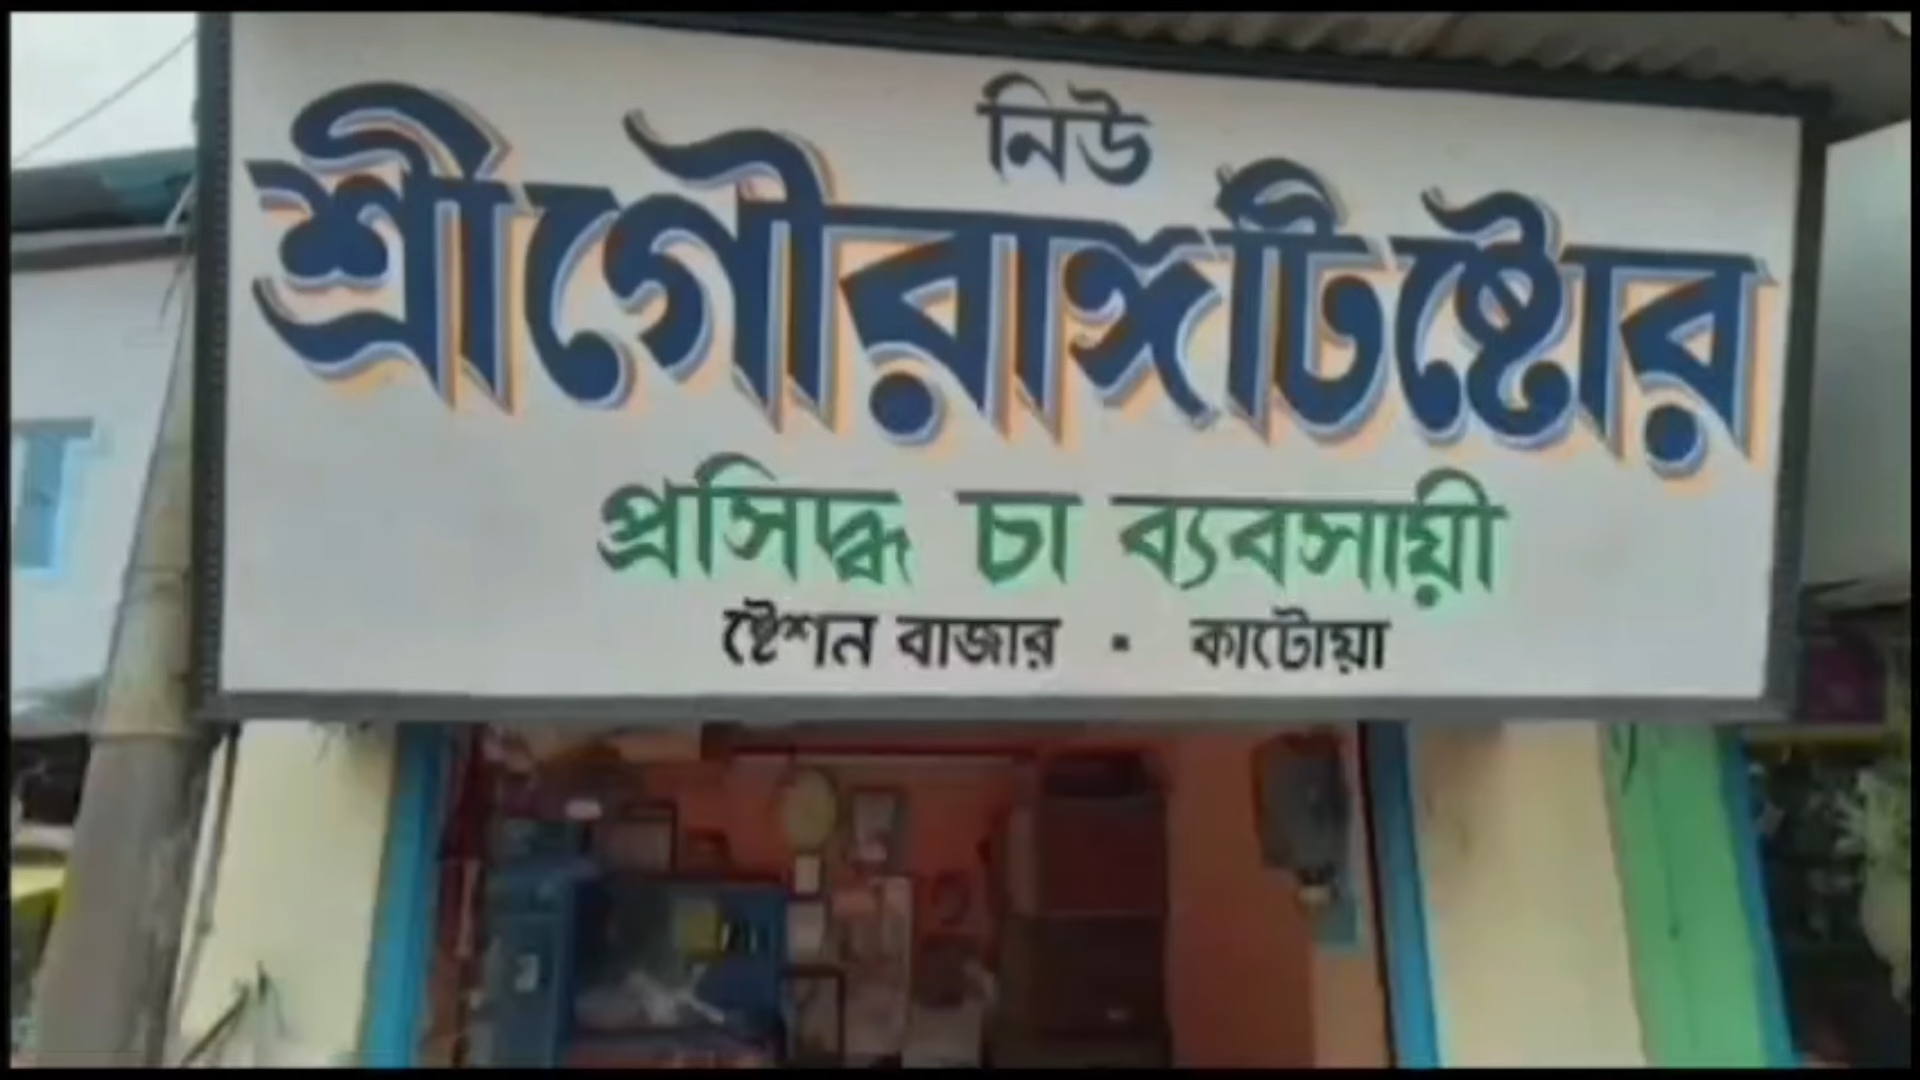 নিউ
শ্রীগৌরাঙ্গ টি ষ্টোর
প্রসিদ্ধ চা ব্যবসায়ী
ষ্টেশন বাজার · কাটোয়া